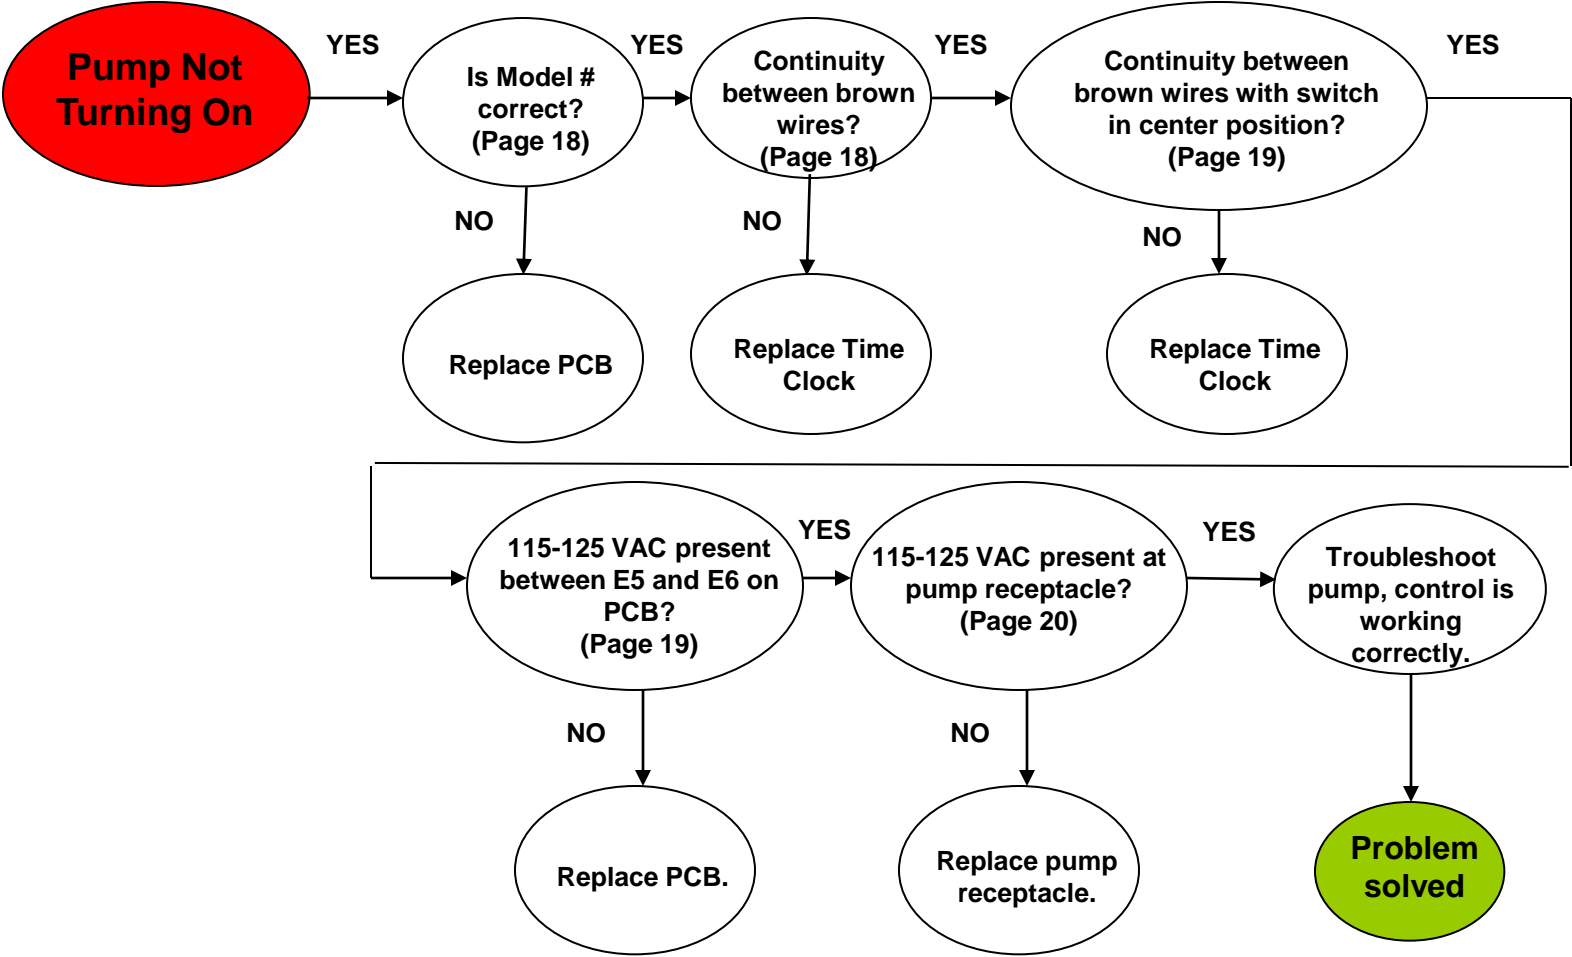 Pump Not
Turning On
YES
Is Model #
correct?
(Page 18)
YES
Continuity
between brown
wires?
(Page 18)
YES
Continuity between
brown wires with switch
in center position?
(Page 19)
YES
NO
NO
NO
Replace PCB
Replace Time
Clock
Replace Time
Clock
115-125 VAC present
between E5 and E6 on
PCB?
(Page 19)
YES
115-125 VAC present at
pump receptacle?
(Page 20)
YES
Troubleshoot
pump, control is
working
correctly.
NO
NO
Replace PCB.
Replace pump
receptacle.
Problem
solved